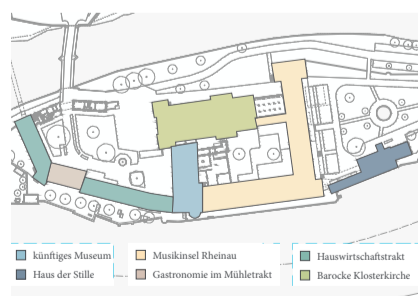 künftiges Museum
Musikinsel Rheinau
Hauswirtschaftstrakt
Haus der Stille
Gastronomie im Mühletrakt
Barocke Klosterkirche